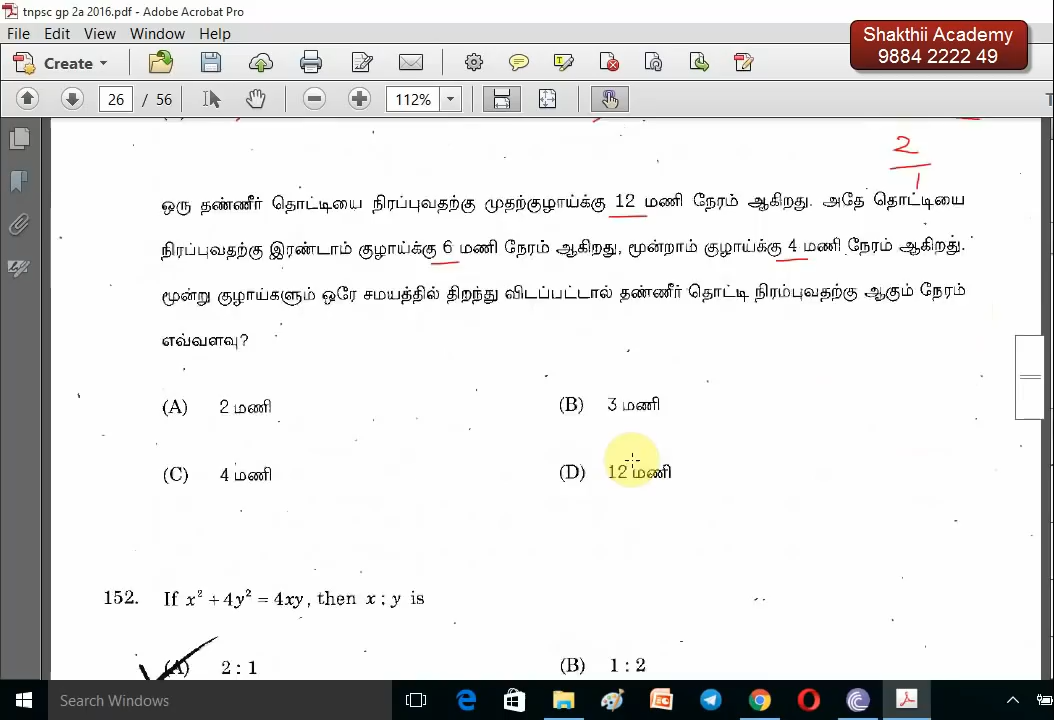 tnpsc gp 2a 2016.pdf - Adobe Acrobat Pro
File Edit View Window Help
Shakthii Academy
9884 2222 49
Create
26 / 56
112%
2
1
ஒரு தண்ணீர் தொட்டியை நிரப்புவதற்கு முதற்குழாய்க்கு 12 மணி நேரம் ஆகிறது. அதே தொட்டியை
நிரப்புவதற்கு இரண்டாம் குழாய்க்கு 6 மணி நேரம் ஆகிறது, மூன்றாம் குழாய்க்கு 4 மணி நேரம் ஆகிறது.
மூன்று குழாய்களும் ஒரே சமயத்தில் திறந்து விடப்பட்டால் தண்ணீர் தொட்டி நிரம்புவதற்கு ஆகும் நேரம்
எவ்வளவு?
(A) 2 மணி (B) 3 மணி
(C) 4 மணி (D) 12 மணி
152. If x² + 4y² = 4xy, then x : y is
(A) 2 : 1 (B) 1 : 2
Search Windows